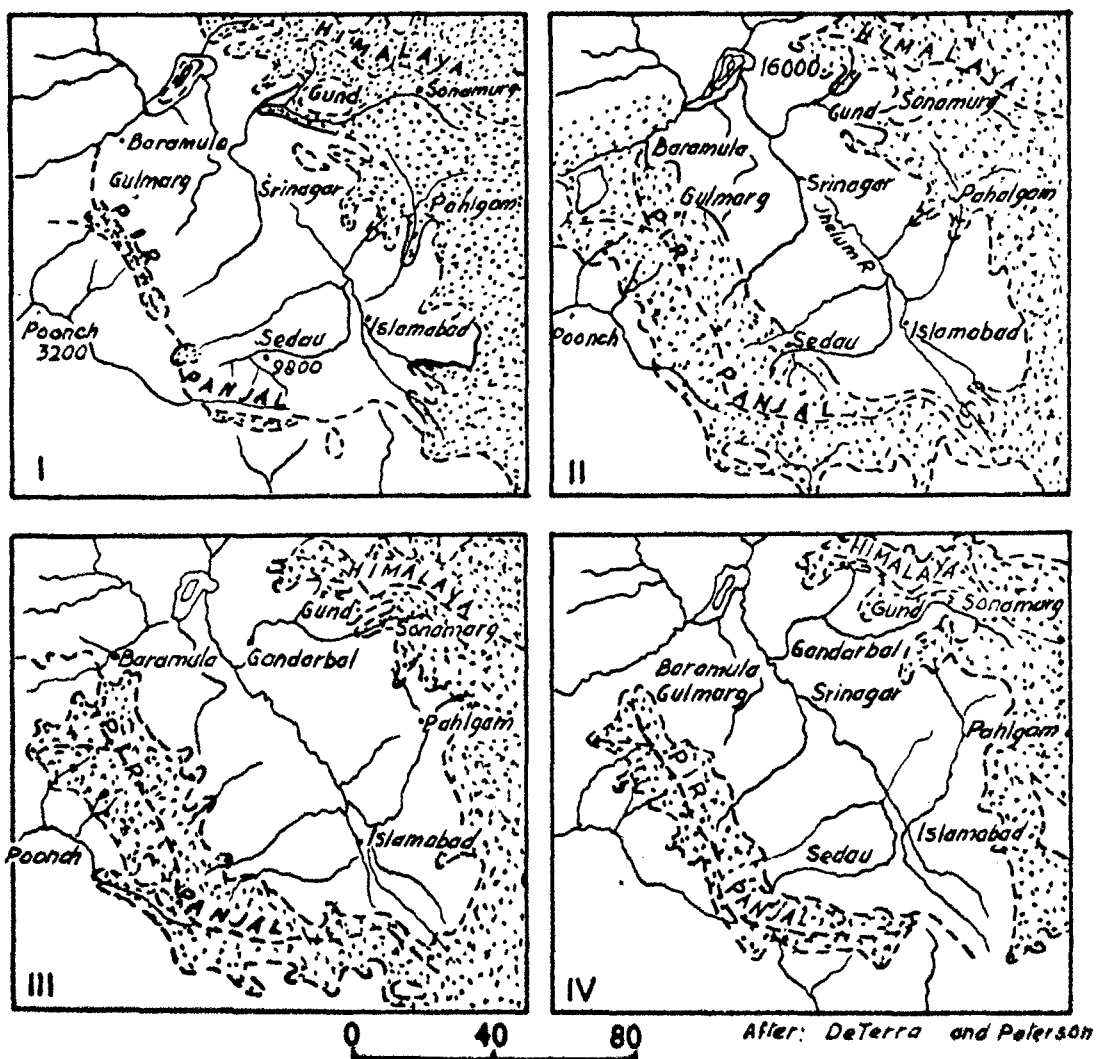 HIMALAYA
Gund
Sonamurg
Baramula
Gulmarg
Srinagar
Pahlgam
PIR
Poonch
3200
Sedau
9800
Islamabad
PANJAL
I
HIMALAYA
16000
Gund
Sonamurg
Baramula
Gulmarg
Srinagar
Pahalgam
Jhelum R
PIR
Poonch
Sedau
Islamabad
PANJAL
II
HIMALAYA
Gund
Sonamarg
Baramula
Gandarbal
Pahlgam
PIR
Poonch
Islamabad
PANJAL
III
HIMALAYA
Gund
Sonamarg
Gandarbal
Baramula
Gulmarg
Srinagar
Pahlgam
PIR
Islamabad
Sedau
PANJAL
IV
0 40 80
After: DeTerra and Paterson